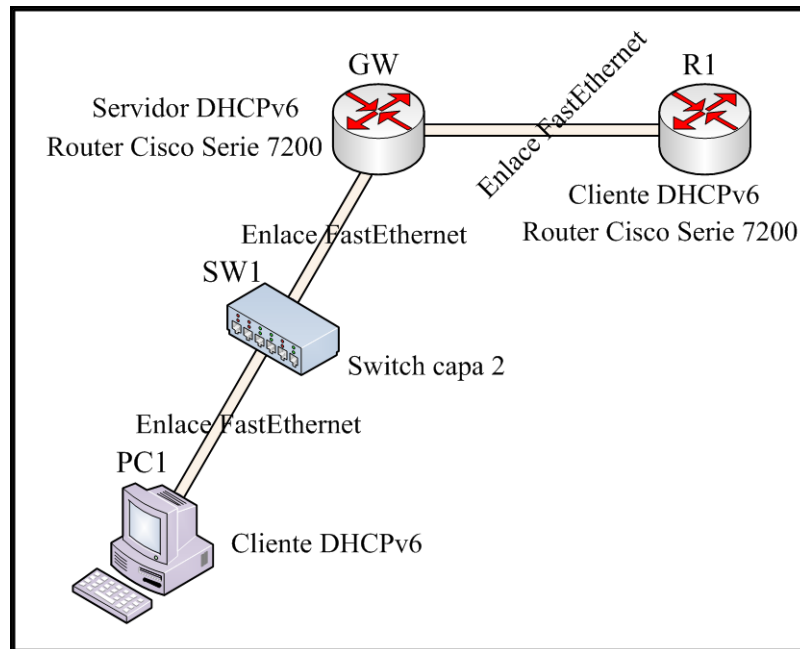 GW
R1
Servidor DHCPv6
Router Cisco Serie 7200
Enlace FastEthernet
Cliente DHCPv6
Router Cisco Serie 7200
Enlace FastEthernet
SW1
Switch capa 2
Enlace FastEthernet
PC1
Cliente DHCPv6